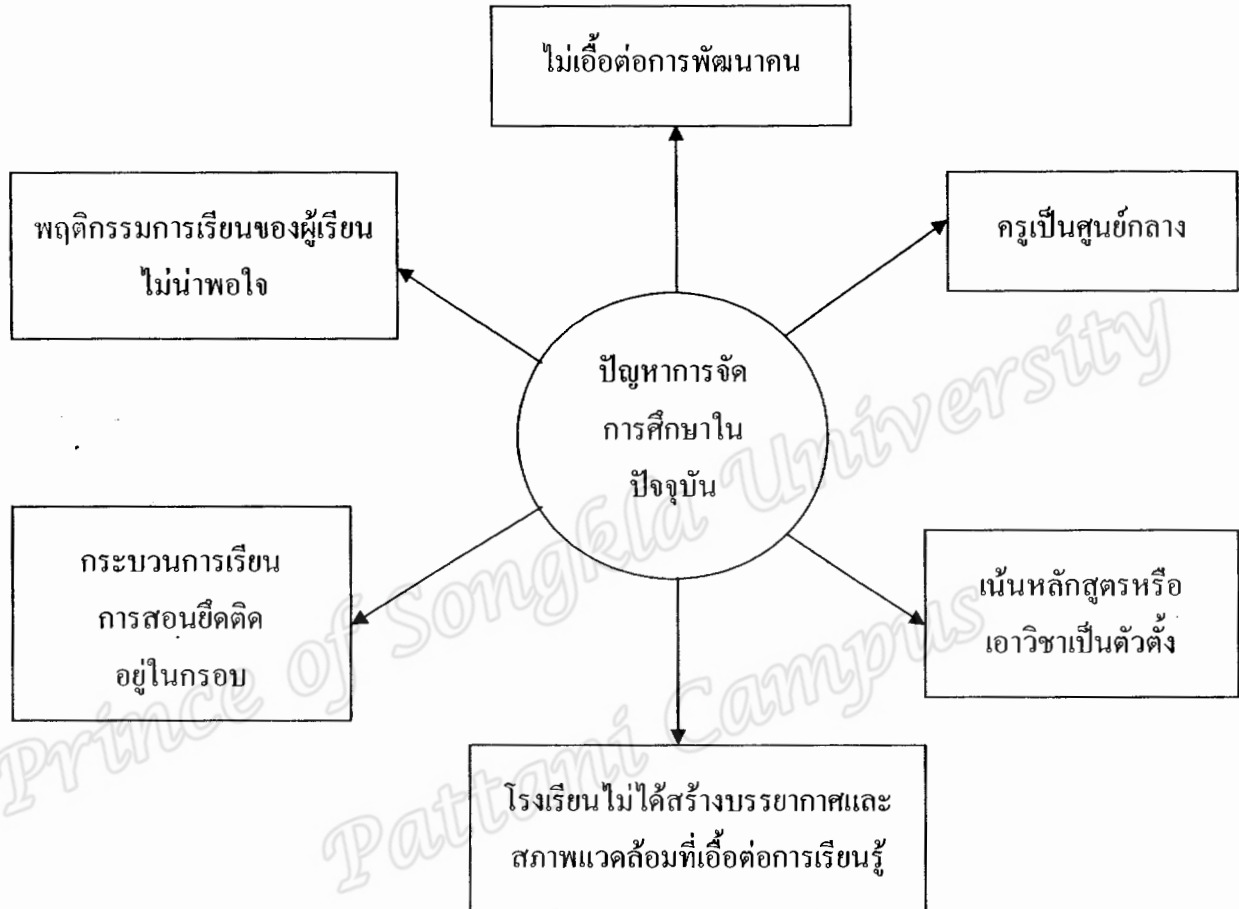 ไม่เอื้อต่อการพัฒนาคน
พฤติกรรมการเรียนของผู้เรียน
ไม่น่าพอใจ
ครูเป็นศูนย์กลาง
ปัญหาการจัด
การศึกษาใน
ปัจจุบัน
กระบวนการเรียน
การสอนยึดติด
อยู่ในกรอบ
เน้นหลักสูตรหรือ
เอาวิชาเป็นตัวตั้ง
โรงเรียนไม่ได้สร้างบรรยากาศและ
สภาพแวดล้อมที่เอื้อต่อการเรียนรู้
Prince of Songkla University
Pattani Campus